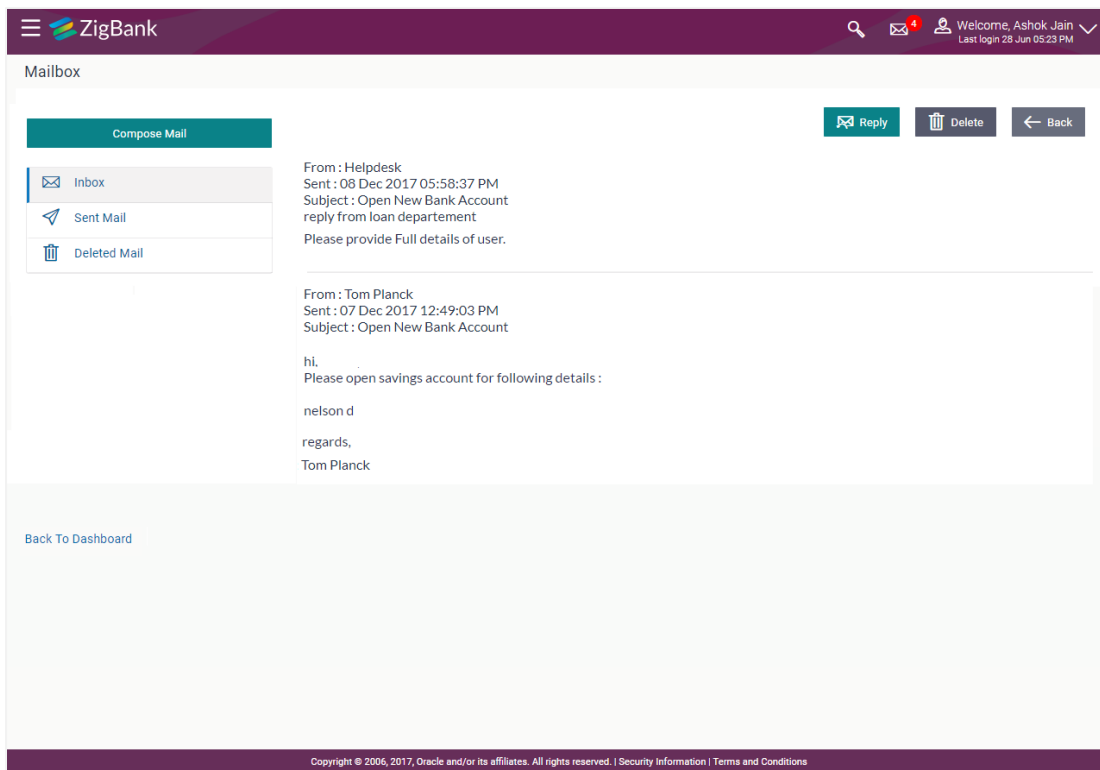 ZigBank
4
Welcome, Ashok Jain
Last login 28 Jun 05:23 PM
Mailbox
Compose Mail
Reply
Delete
Back
Inbox
Sent Mail
Deleted Mail
From : Helpdesk
Sent : 08 Dec 2017 05:58:37 PM
Subject : Open New Bank Account
reply from loan departement
Please provide Full details of user.
From : Tom Planck
Sent : 07 Dec 2017 12:49:03 PM
Subject : Open New Bank Account
hi.
Please open savings account for following details :
nelson d
regards,
Tom Planck
Back To Dashboard
Copyright © 2006, 2017, Oracle and/or its affiliates. All rights reserved. | Security Information | Terms and Conditions